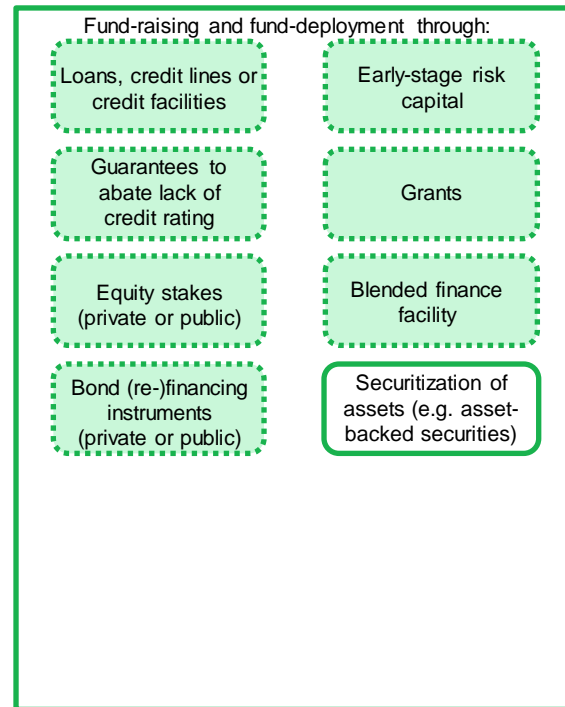 Fund-raising and fund-deployment through:
Loans, credit lines or
credit facilities
Early-stage risk
capital
Guarantees to
abate lack of
credit rating
Grants
Equity stakes
(private or public)
Blended finance
facility
Bond (re-)financing
instruments
(private or public)
Securitization of
assets (e.g. asset-
backed securities)